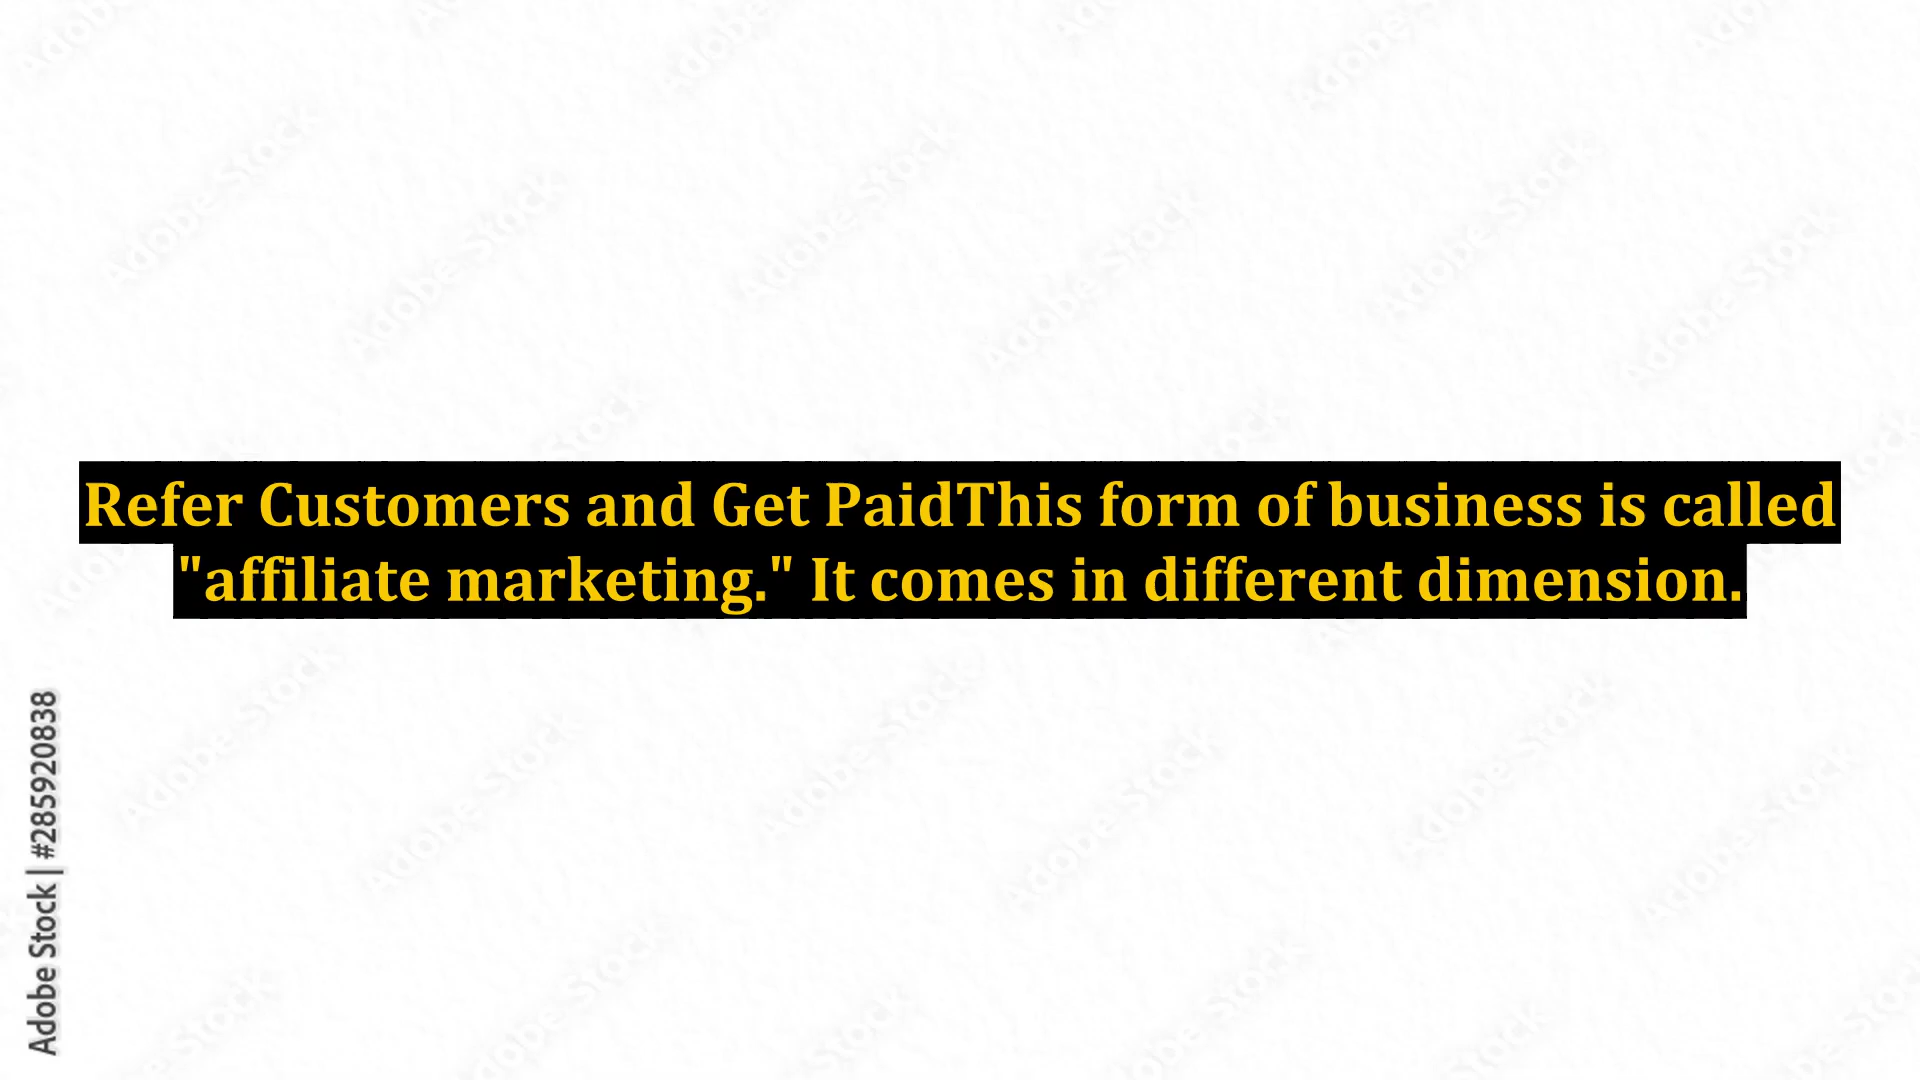 Refer Customers and Get PaidThis form of business is called
"affiliate marketing." It comes in different dimension.
Adobe Stock | #285920838